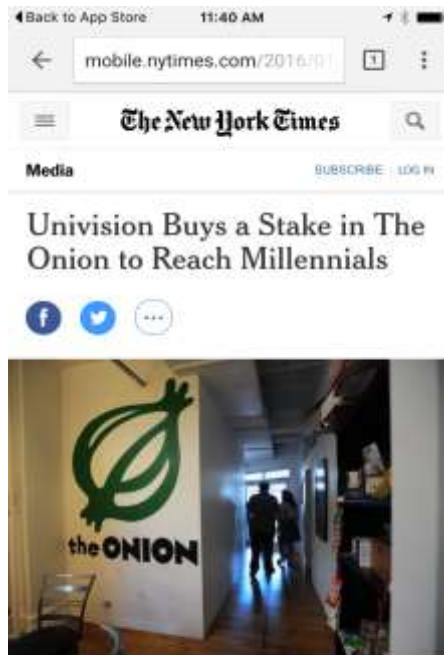 Back to App Store 11:40 AM
mobile.nytimes.com/2016/01
1
The New York Times
Media SUBSCRIBE LOG IN
Univision Buys a Stake in The
Onion to Reach Millennials
the ONION